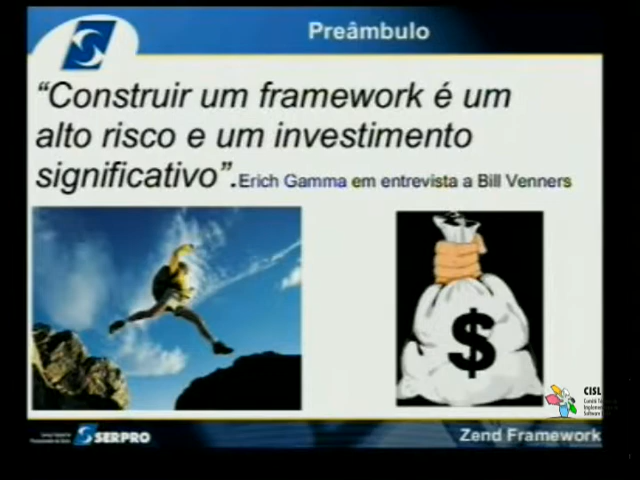 Preâmbulo
“Construir um framework é um
alto risco e um investimento
significativo”.Erich Gamma em entrevista a Bill Venners
$
CISL
SERPRO
Zend Framework